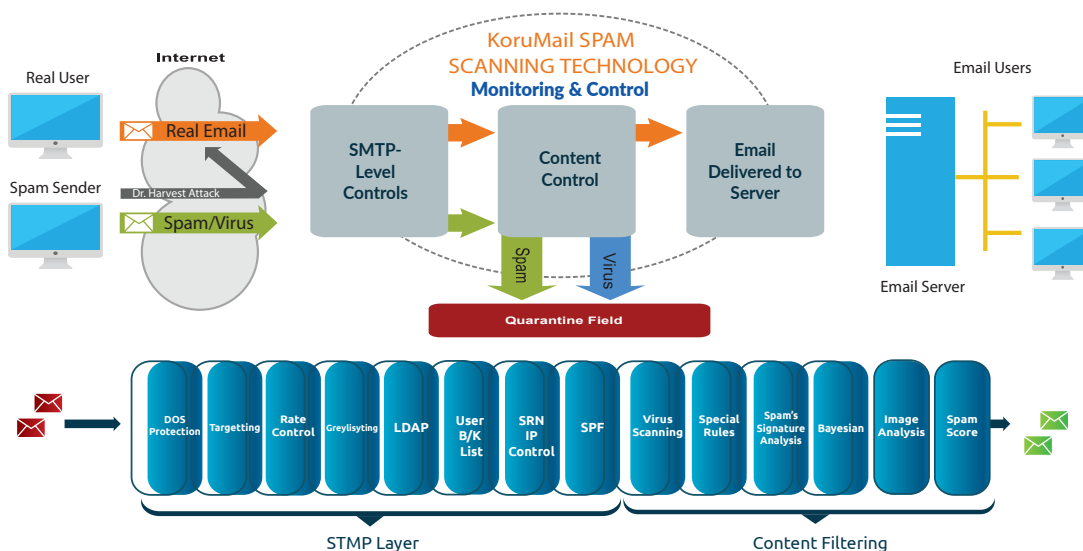 KoruMail SPAM
SCANNING TECHNOLOGY
Monitoring & Control
Internet
Real User
Email Users
Real Email
SMTP-
Level
Controls
Content
Control
Email
Delivered to
Server
Spam Sender
Dr. Harvest Attack
Spam/Virus
Spam
Virus
Email Server
Quarantine Field
DOS
Protection
Targetting
Rate
Control
Greylisyting
LDAP
User
B/K
List
SRN
IP
Control
SPF
Virus
Scanning
Special
Rules
Spam's
Signature
Analysis
Bayesian
Image
Analysis
Spam
Score
STMP Layer
Content Filtering